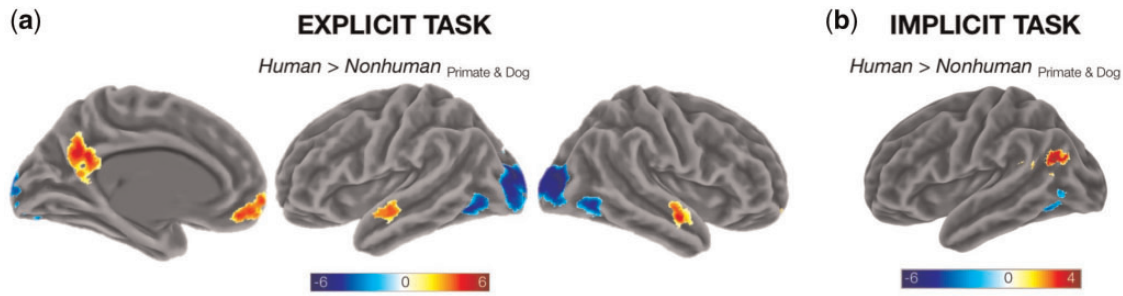 (a) EXPLICIT TASK
Human > Nonhuman Primate & Dog
-6 0 6
(b) IMPLICIT TASK
Human > Nonhuman Primate & Dog
-6 0 4